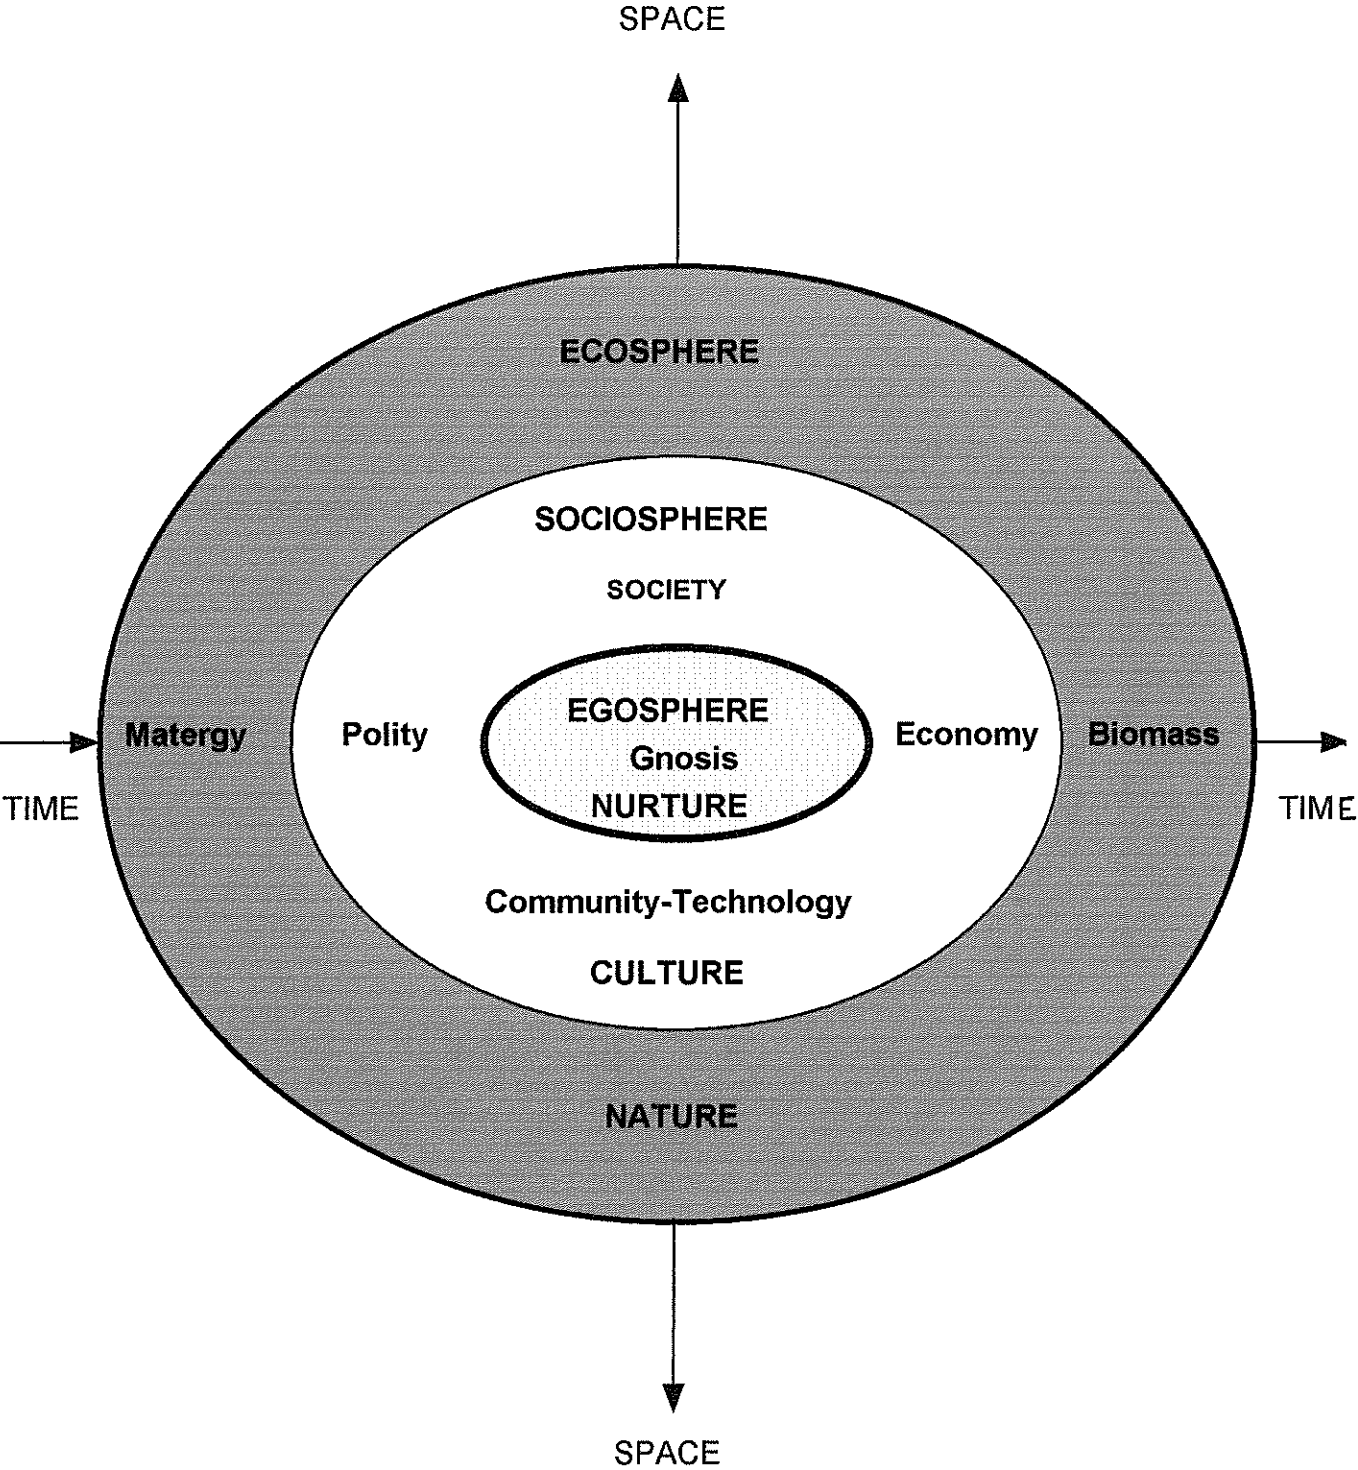 SPACE
ECOSPHERE
SOCIOSPHERE
SOCIETY
EGOSPHERE
Matergy
Polity
Economy
Biomass
Gnosis
NURTURE
TIME
TIME
Community-Technology
CULTURE
NATURE
SPACE